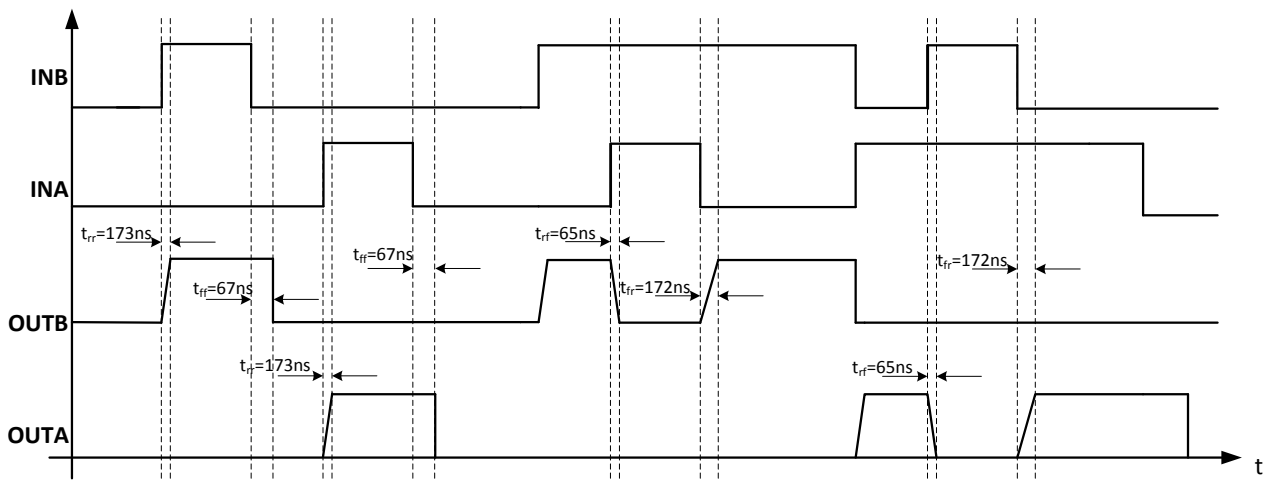 INB
INA
t_rr=173ns
t_ff=67ns
t_rf=65ns
t_fr=172ns
t_ff=67ns
t_fr=172ns
OUTB
t_rr=173ns
t_rf=65ns
OUTA
t